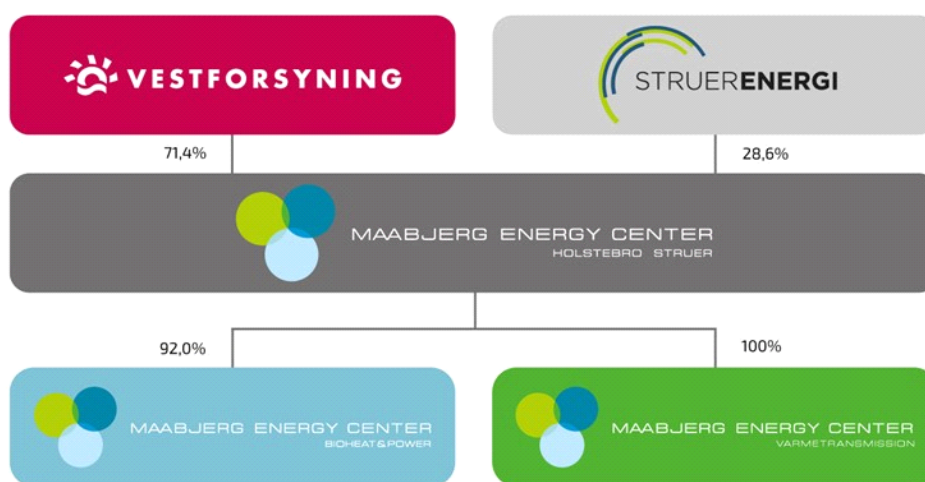 VESTFORSYNING
STRUERENERGI
71,4%
28,6%
MAABJERG ENERGY CENTER
HOLSTEBRO STRUER
92,0%
100%
MAABJERG ENERGY CENTER
BIOHEAT&POWER
MAABJERG ENERGY CENTER
VARMETRANSMISSION